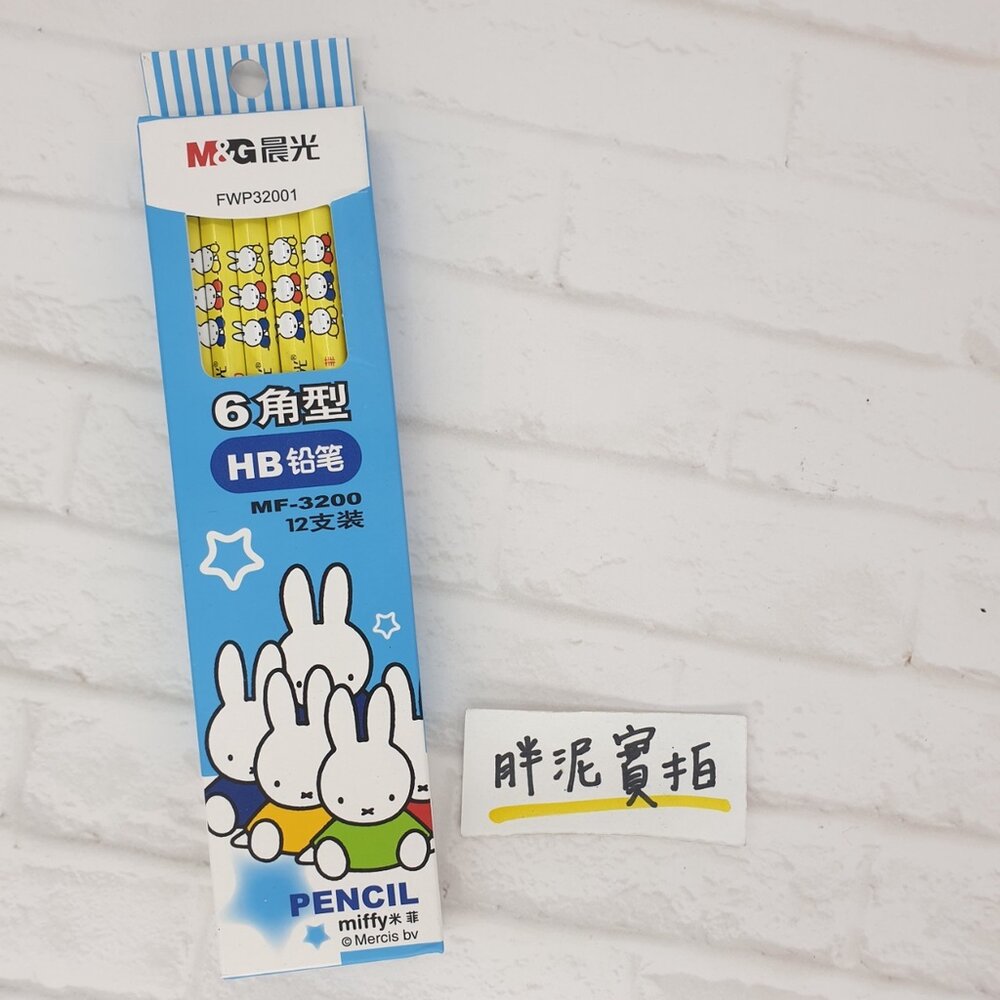 M&G晨光
FWP32001
6角型
HB铅笔
MF-3200
12支装
PENCIL
miffy米菲
©Mercis bv
胖泥實拍